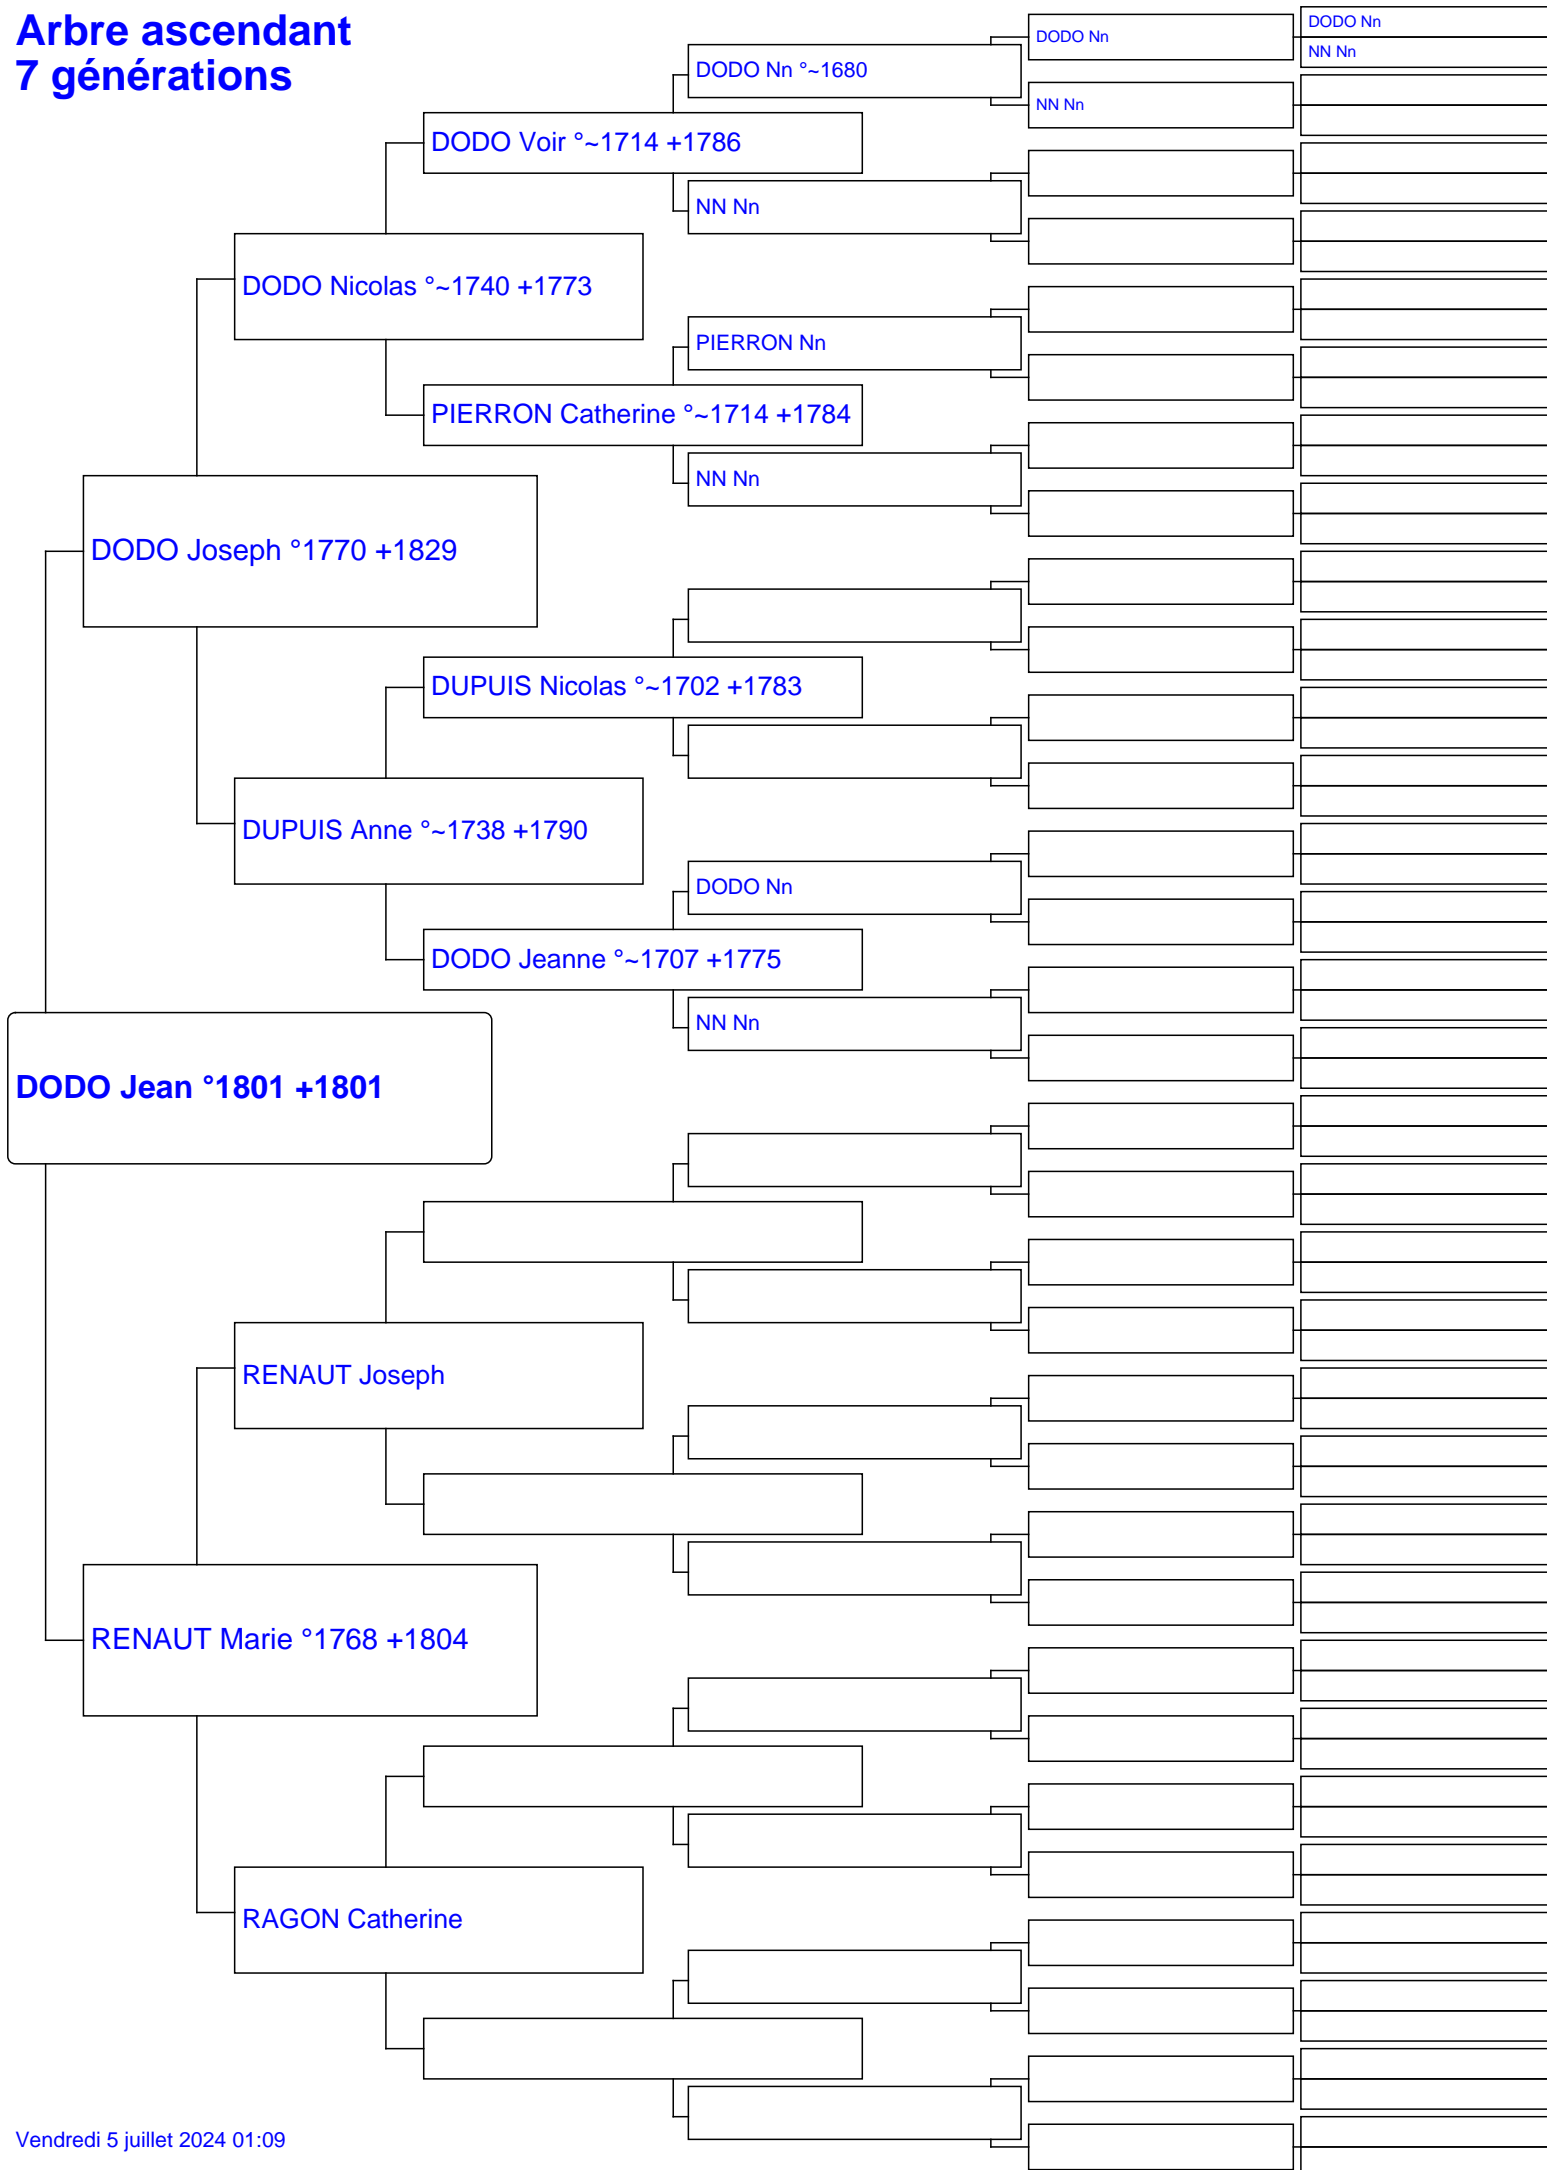 Arbre ascendant
7 générations
DODO Nn
NN Nn
DODO Nn
NN Nn
DODO Nn °~1680
DODO Voir °~1714 +1786
NN Nn
DODO Nicolas °~1740 +1773
PIERRON Nn
PIERRON Catherine °~1714 +1784
NN Nn
DODO Joseph °1770 +1829
DUPUIS Nicolas °~1702 +1783
DUPUIS Anne °~1738 +1790
DODO Nn
DODO Jeanne °~1707 +1775
NN Nn
DODO Jean °1801 +1801
RENAUT Joseph
RENAUT Marie °1768 +1804
RAGON Catherine
Vendredi 5 juillet 2024 01:09